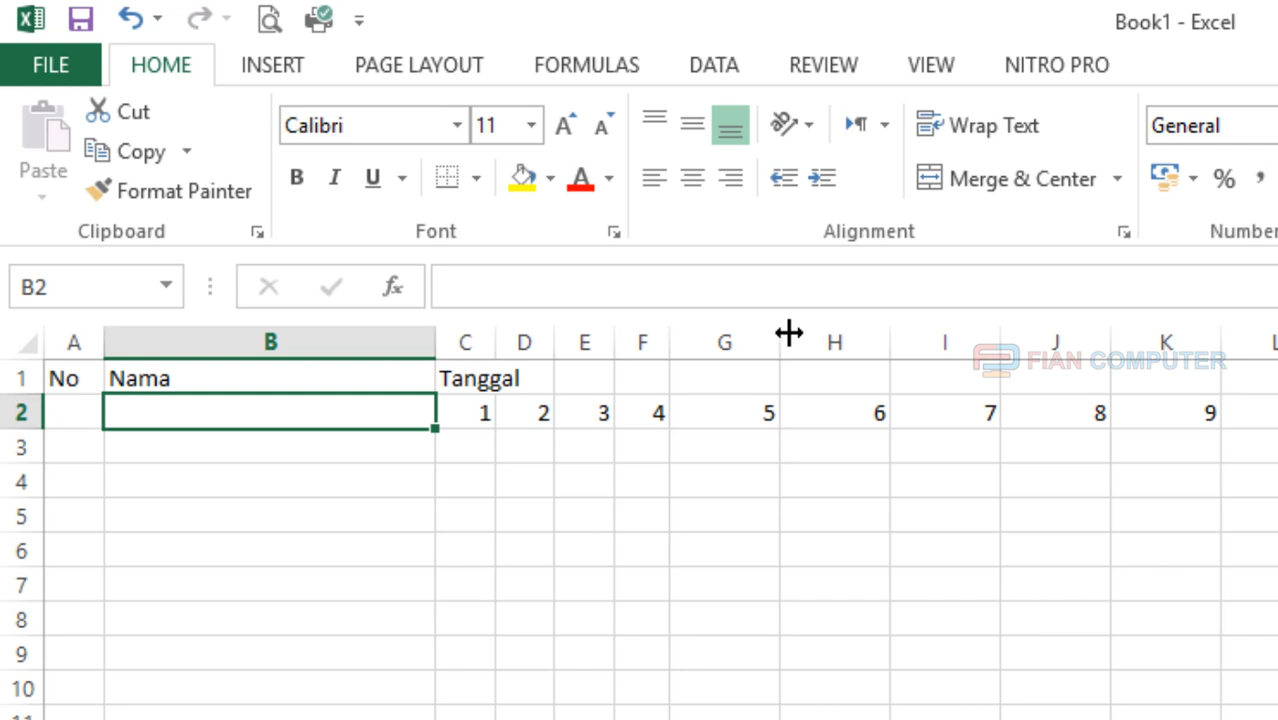 Book1 - Excel
FILE HOME INSERT PAGE LAYOUT FORMULAS DATA REVIEW VIEW NITRO PRO
Paste
Cut
Copy
Format Painter
Clipboard
Calibri 11
B I U A
Font
Wrap Text
Merge & Center
Alignment
General
% ,
Number
B2 fx
A B C D E F G H I J K L
1 No Nama Tanggal
FIAN COMPUTER
2 1 2 3 4 5 6 7 8 9
3
4
5
6
7
8
9
10
11